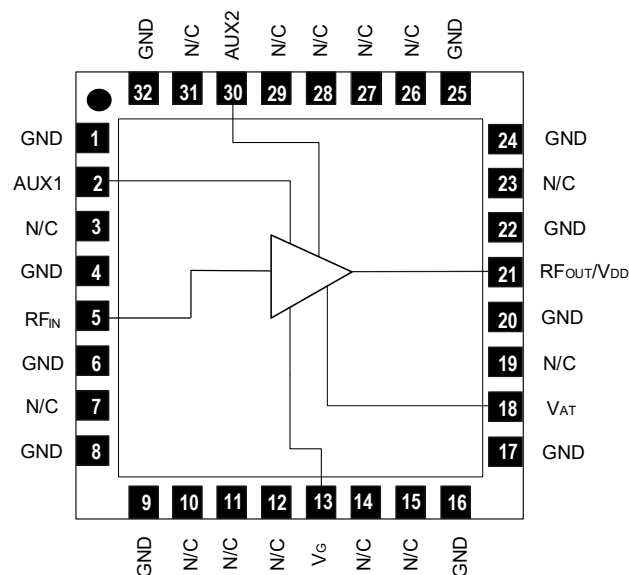 GND N/C AUX2 N/C N/C N/C N/C GND
32 31 30 29 28 27 26 25
GND 1 24 GND
AUX1 2 23 N/C
N/C 3 22 GND
GND 4 21 RFOUT/VDD
RFIN 5 20 GND
GND 6 19 N/C
N/C 7 18 VAT
GND 8 17 GND
9 10 11 12 13 14 15 16
GND N/C N/C N/C VG N/C N/C GND